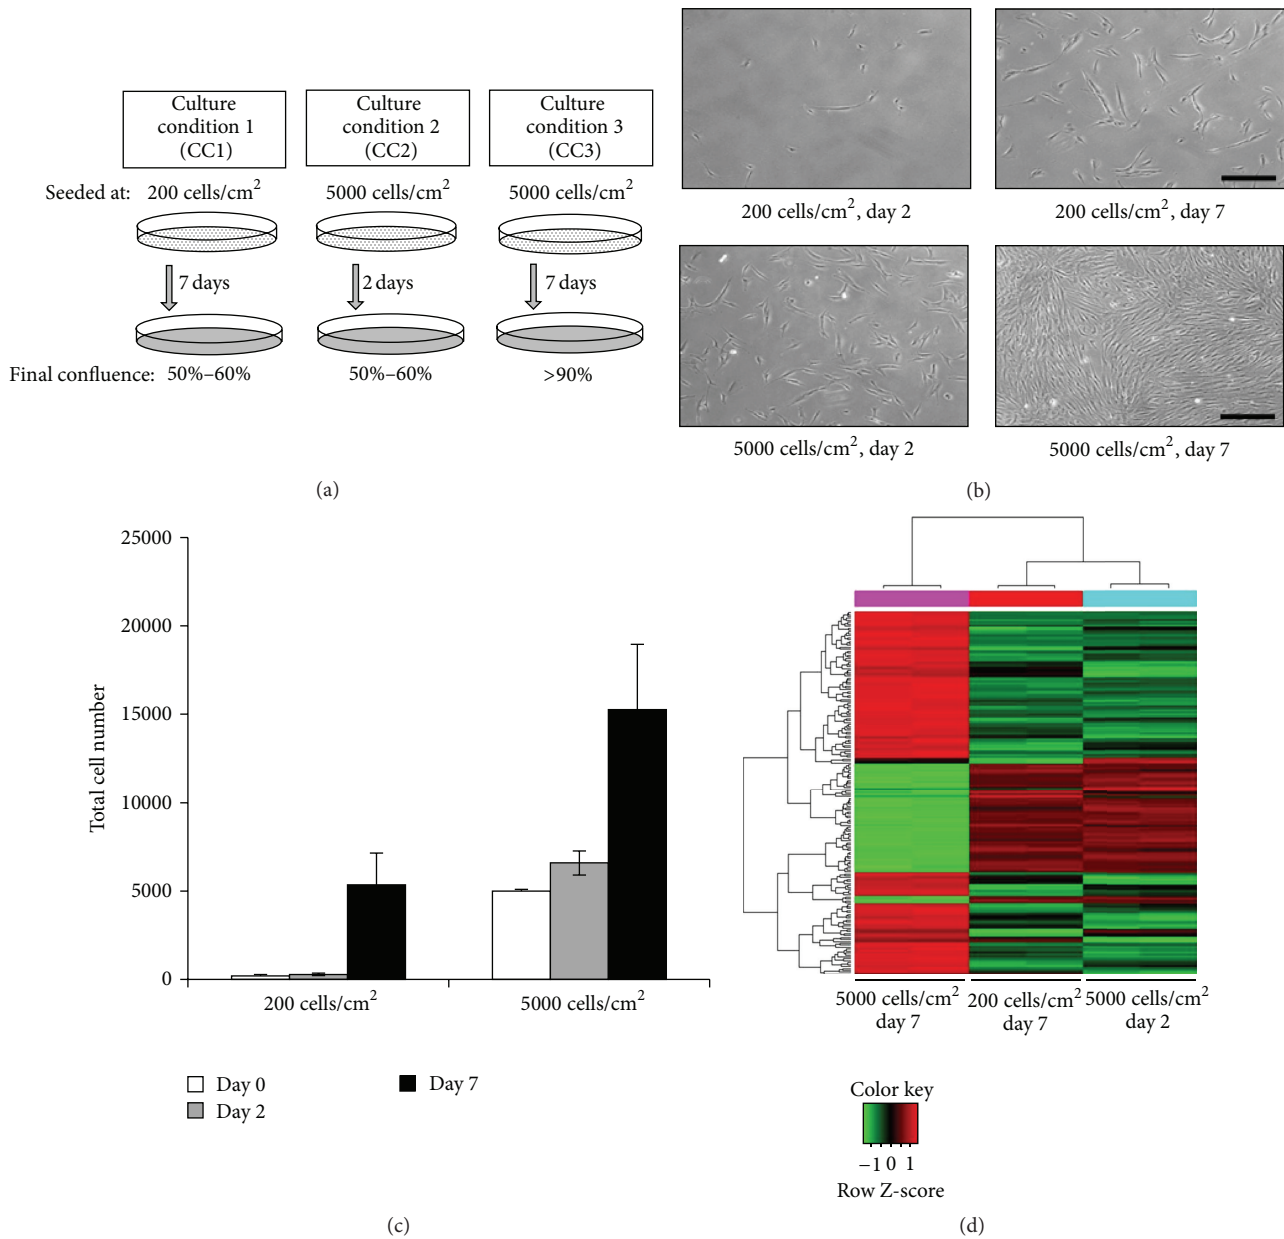 Culture
condition 1
(CC1)
Culture
condition 2
(CC2)
Culture
condition 3
(CC3)
Seeded at: 200 cells/cm² 5000 cells/cm² 5000 cells/cm²
7 days 2 days 7 days
Final confluence: 50%–60% 50%–60% >90%
(a)
200 cells/cm², day 2 200 cells/cm², day 7
5000 cells/cm², day 2 5000 cells/cm², day 7
(b)
Total cell number
25000
20000
15000
10000
5000
0
200 cells/cm² 5000 cells/cm²
Day 0
Day 2
Day 7
(c)
5000 cells/cm²
day 7
200 cells/cm²
day 7
5000 cells/cm²
day 2
Color key
−1 0 1
Row Z-score
(d)